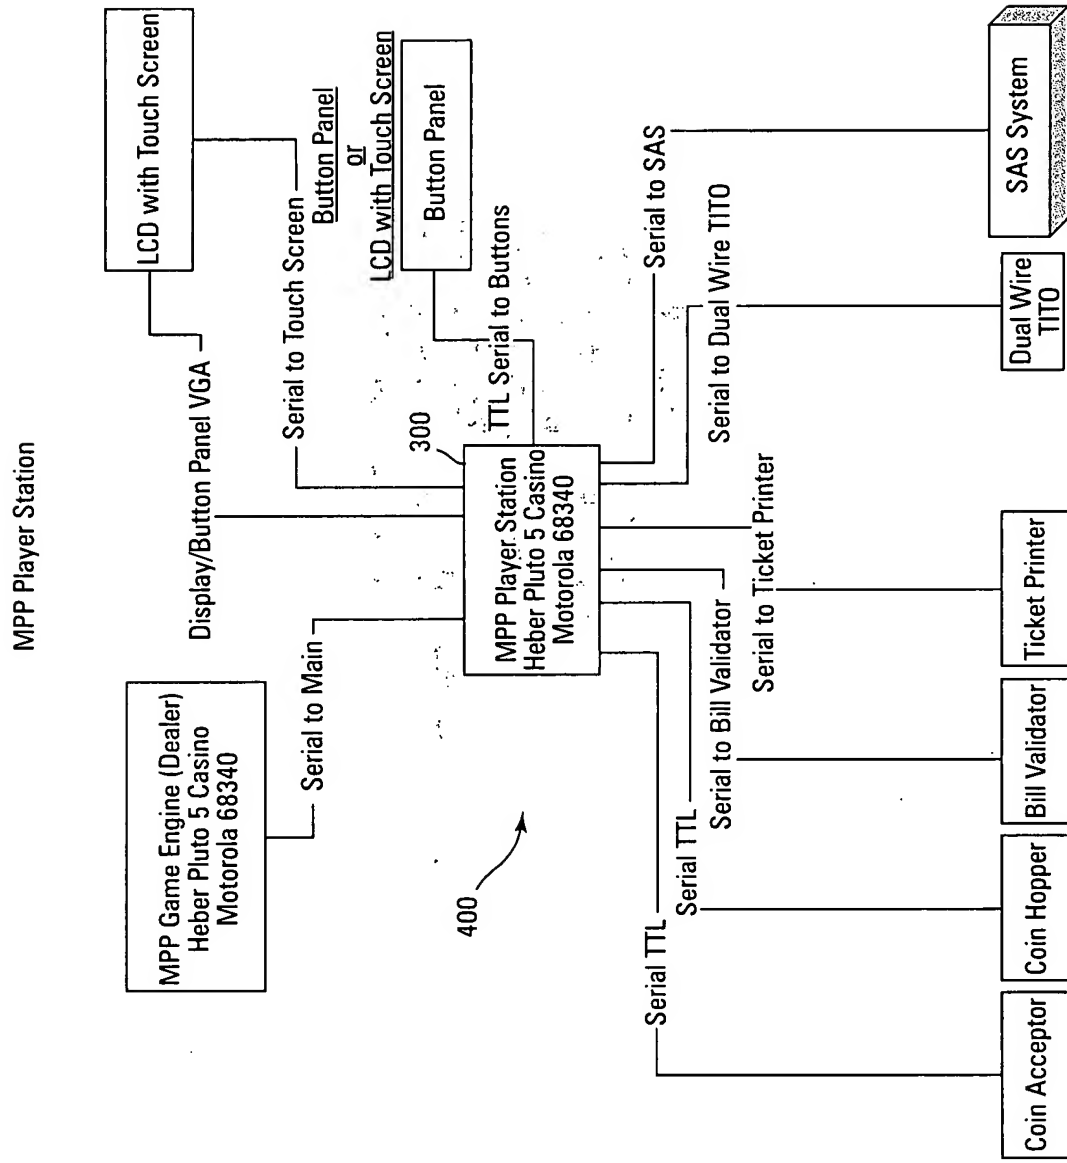 MPP Player Station
MPP Game Engine (Dealer)
Heber Pluto 5 Casino
Motorola 68340
Serial to Main
Display/Button Panel VGA
LCD with Touch Screen
Serial to Touch Screen
Button Panel
or
LCD with Touch Screen
Button Panel
TTL Serial to Buttons
300
MPP Player Station
Heber Pluto 5 Casino
Motorola 68340
400
Serial TTL
Serial TTL
Serial to Bill Validator
Serial to Ticket Printer
Serial to Dual Wire TITO
Serial to SAS
Coin Acceptor
Coin Hopper
Bill Validator
Ticket Printer
Dual Wire
TITO
SAS System